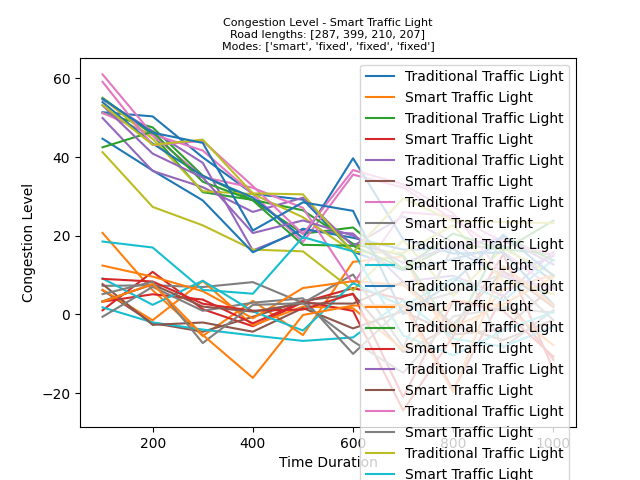 Congestion Level - Smart Traffic Light
Road lengths: [287, 399, 210, 207]
Modes: ['smart', 'fixed', 'fixed', 'fixed']
Congestion Level
60
40
20
0
−20
200
400
600
800
1000
Time Duration
Traditional Traffic Light
Smart Traffic Light
Traditional Traffic Light
Smart Traffic Light
Traditional Traffic Light
Smart Traffic Light
Traditional Traffic Light
Smart Traffic Light
Traditional Traffic Light
Smart Traffic Light
Traditional Traffic Light
Smart Traffic Light
Traditional Traffic Light
Smart Traffic Light
Traditional Traffic Light
Smart Traffic Light
Traditional Traffic Light
Smart Traffic Light
Traditional Traffic Light
Smart Traffic Light